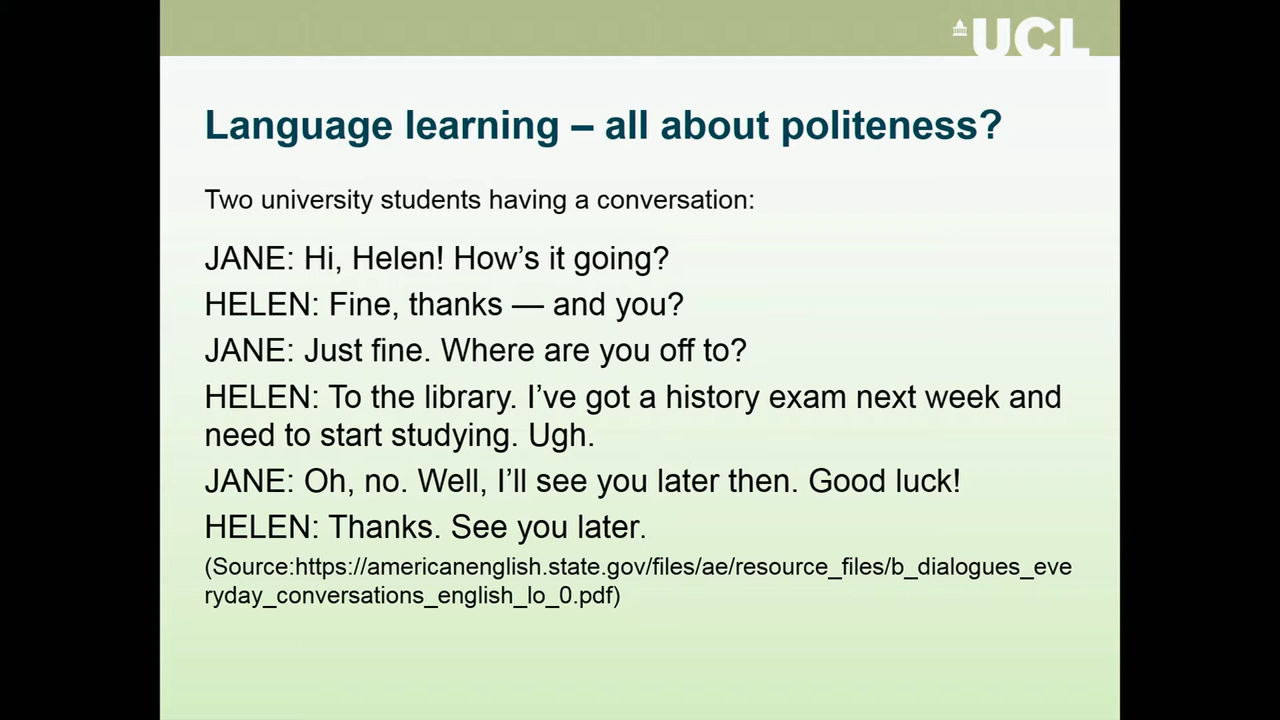 UCL
Language learning – all about politeness?
Two university students having a conversation:
JANE: Hi, Helen! How’s it going?
HELEN: Fine, thanks — and you?
JANE: Just fine. Where are you off to?
HELEN: To the library. I’ve got a history exam next week and
need to start studying. Ugh.
JANE: Oh, no. Well, I’ll see you later then. Good luck!
HELEN: Thanks. See you later.
(Source:https://americanenglish.state.gov/files/ae/resource_files/b_dialogues_eve
ryday_conversations_english_lo_0.pdf)